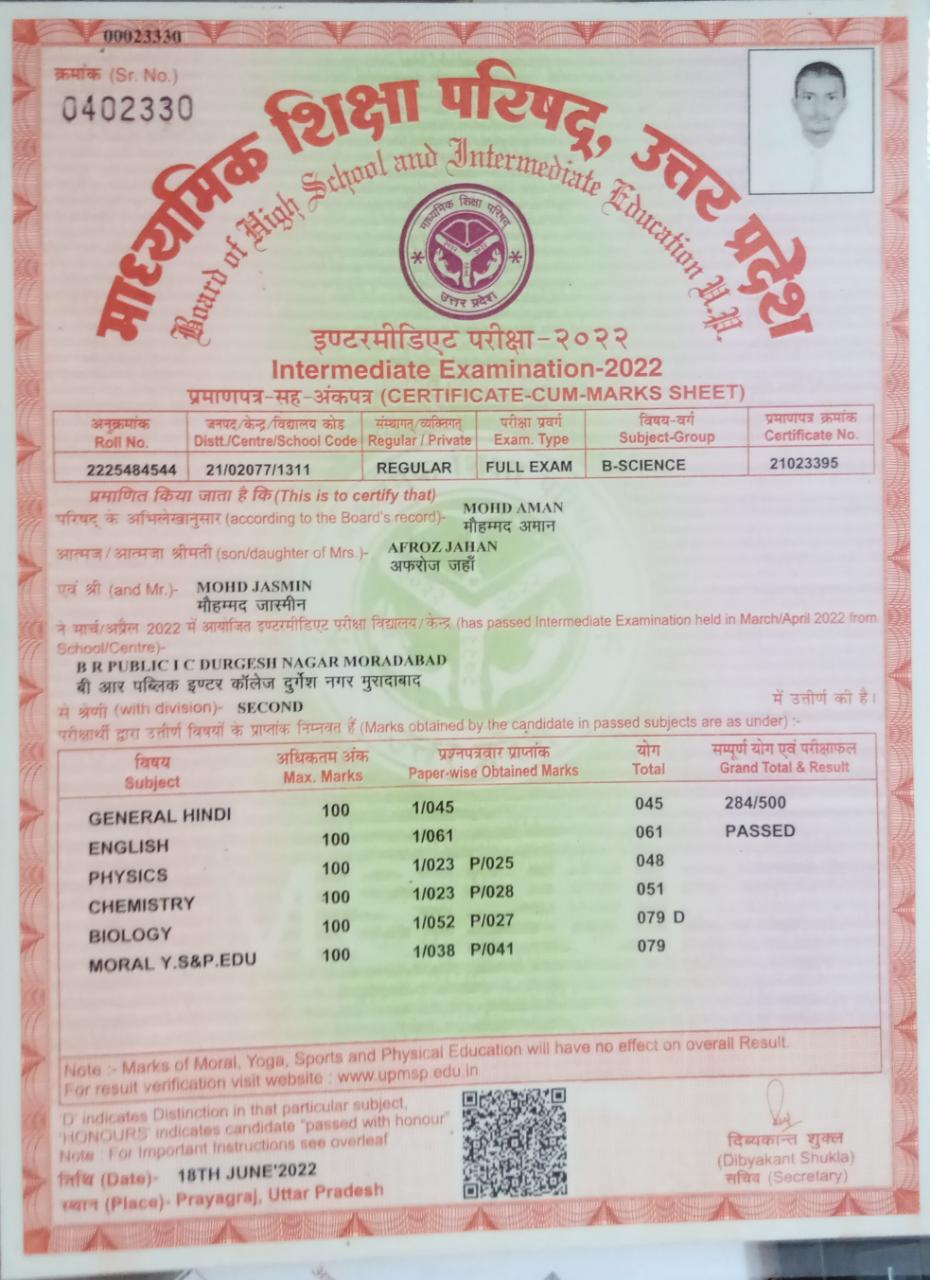 00023330
क्रमांक (Sr. No.)
0402330
माध्यमिक शिक्षा परिषद्, उत्तर प्रदेश
Board of High School and Intermediate Education U.P.
माध्यमिक शिक्षा परिषद्
उत्तर प्रदेश
इण्टरमीडिएट परीक्षा-२०२२
Intermediate Examination-2022
प्रमाणपत्र-सह-अंकपत्र (CERTIFICATE-CUM-MARKS SHEET)
अनुक्रमांक जनपद/केन्द्र/विद्यालय कोड संस्थागत/व्यक्तिगत परीक्षा प्रवर्ग विषय-वर्ग प्रमाणपत्र क्रमांक
Roll No. Distt./Centre/School Code Regular / Private Exam. Type Subject-Group Certificate No.
2225484544 21/02077/1311 REGULAR FULL EXAM B-SCIENCE 21023395
प्रमाणित किया जाता है कि (This is to certify that)
परिषद् के अभिलेखानुसार (according to the Board's record)- MOHD AMAN
मौहम्मद अमान
आत्मज/आत्मजा श्रीमती (son/daughter of Mrs.)- AFROZ JAHAN
अफरोज जहाँ
एवं श्री (and Mr.)- MOHD JASMIN
मौहम्मद जास्मीन
ने मार्च/अप्रैल 2022 में आयोजित इण्टरमीडिएट परीक्षा विद्यालय/केन्द्र (has passed Intermediate Examination held in March/April 2022 from
School/Centre)-
B R PUBLIC I C DURGESH NAGAR MORADABAD
बी आर पब्लिक इण्टर कॉलेज दुर्गेश नगर मुरादाबाद
से श्रेणी (with division)- SECOND में उत्तीर्ण की है।
परीक्षार्थी द्वारा उत्तीर्ण विषयों के प्राप्तांक निम्नवत हैं (Marks obtained by the candidate in passed subjects are as under) :-
विषय अधिकतम अंक प्रश्नपत्रवार प्राप्तांक योग सम्पूर्ण योग एवं परीक्षाफल
Subject Max. Marks Paper-wise Obtained Marks Total Grand Total & Result
GENERAL HINDI 100 1/045 045 284/500
ENGLISH 100 1/061 061 PASSED
PHYSICS 100 1/023 P/025 048
CHEMISTRY 100 1/023 P/028 051
BIOLOGY 100 1/052 P/027 079 D
MORAL Y.S&P.EDU 100 1/038 P/041 079
Note :- Marks of Moral, Yoga, Sports and Physical Education will have no effect on overall Result.
For result verification visit website : www.upmsp.edu.in
'D' indicates Distinction in that particular subject,
'HONOURS' indicates candidate "passed with honour"
Note : For Important Instructions see overleaf
तिथि (Date)- 18TH JUNE'2022
स्थान (Place)- Prayagraj, Uttar Pradesh
दिब्यकान्त शुक्ल
(Dibyakant Shukla)
सचिव (Secretary)